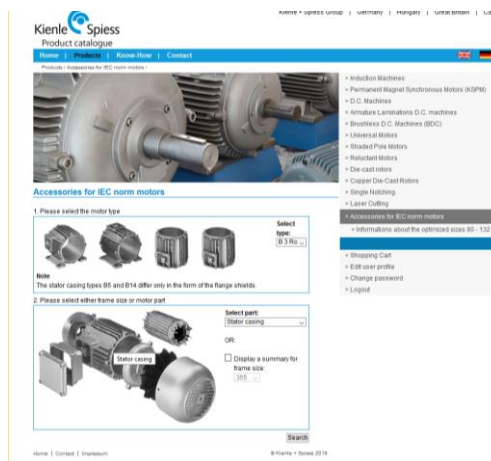 Kienle + Spiess Group | Germany | Hungary | Great Britain |
Kienle Spiess
Product catalogue
Home | Products | Know-How | Contact
Products / Accessories for IEC norm motors /
» Induction Machines
» Permanent Magnet Synchronous Motors (KSPM)
» D.C. Machines
» Armature Laminations D.C. machines
» Brushless D.C. Machines (BDC)
» Universal Motors
» Shaded Pole Motors
» Reluctant Motors
» Die-cast rotors
» Copper Die-Cast Rotors
» Single Notching
» Laser Cutting
» Accessories for IEC norm motors
» Informations about the optimized sizes 80 - 132
» Shopping Cart
» Edit user profile
» Change password
» Logout
Accessories for IEC norm motors
1. Please select the motor type
Select
type:
B 3 Ro
Note
The stator casing types B5 and B14 differ only in the form of the flange shields.
2. Please select either frame size or motor part
Select part:
Stator casing
Stator casing
OR:
Display a summary for
frame size:
355
Search
Home | Contact | Impressum
© Kienle + Spiess 2018